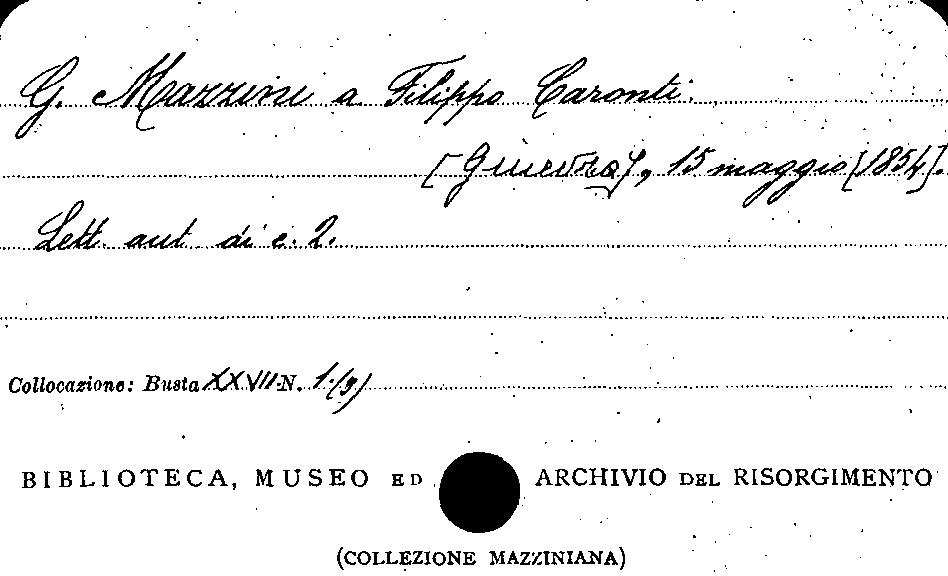 G. Mazzini a Filippo Caronti.
[Ginevra], 15 maggio [1854].
Lett. aut. di c. 2.
Collocazione: Busta XXVII N. 1.(9)
BIBLIOTECA, MUSEO ED ARCHIVIO DEL RISORGIMENTO
(COLLEZIONE MAZZINIANA)